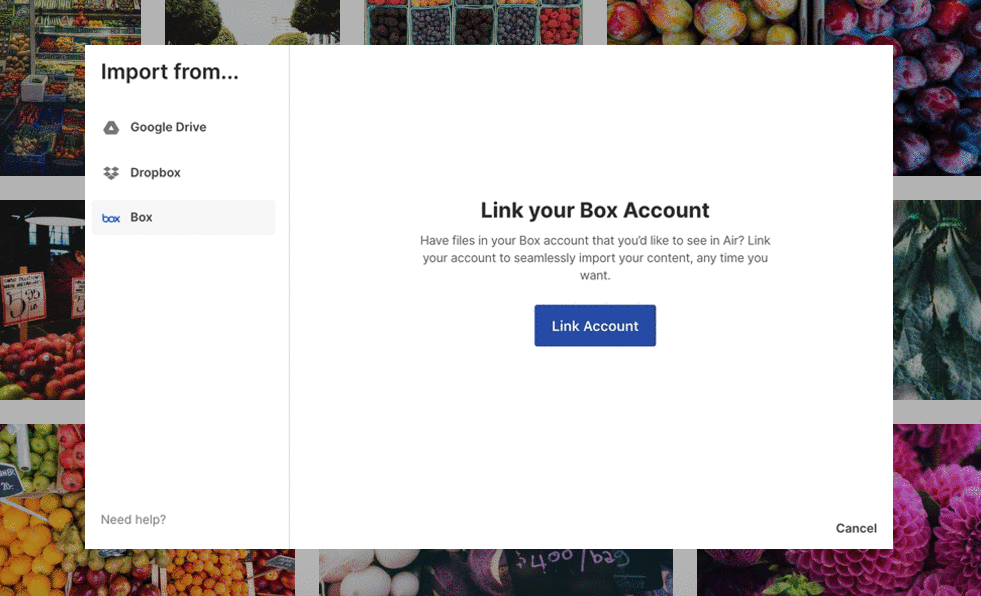 Import from...
Google Drive
Dropbox
box Box
Need help?
Link your Box Account
Have files in your Box account that you'd like to see in Air? Link
your account to seamlessly import your content, any time you
want.
Link Account
Cancel